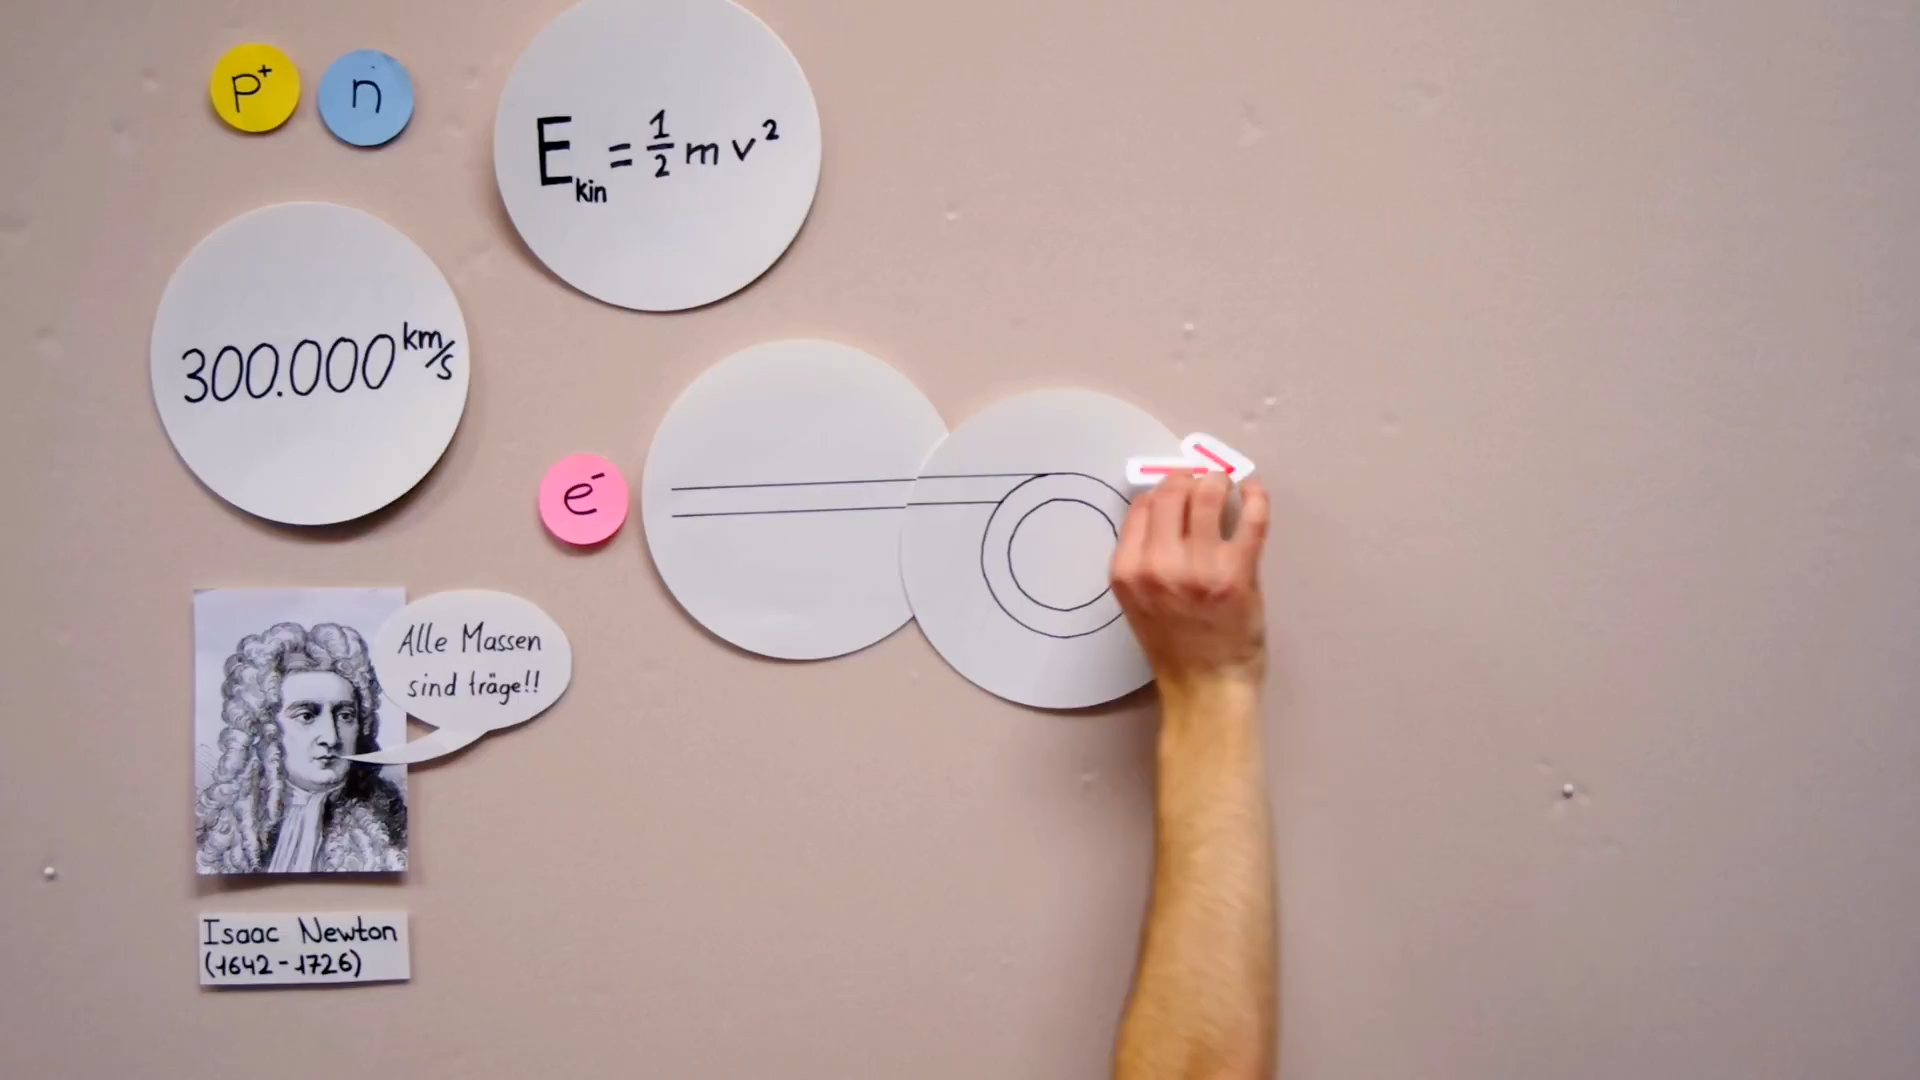 p⁺
n
E_kin = ½ m v²
300.000 km/s
e⁻
Alle Massen
sind träge!!
Isaac Newton
(1642-1726)